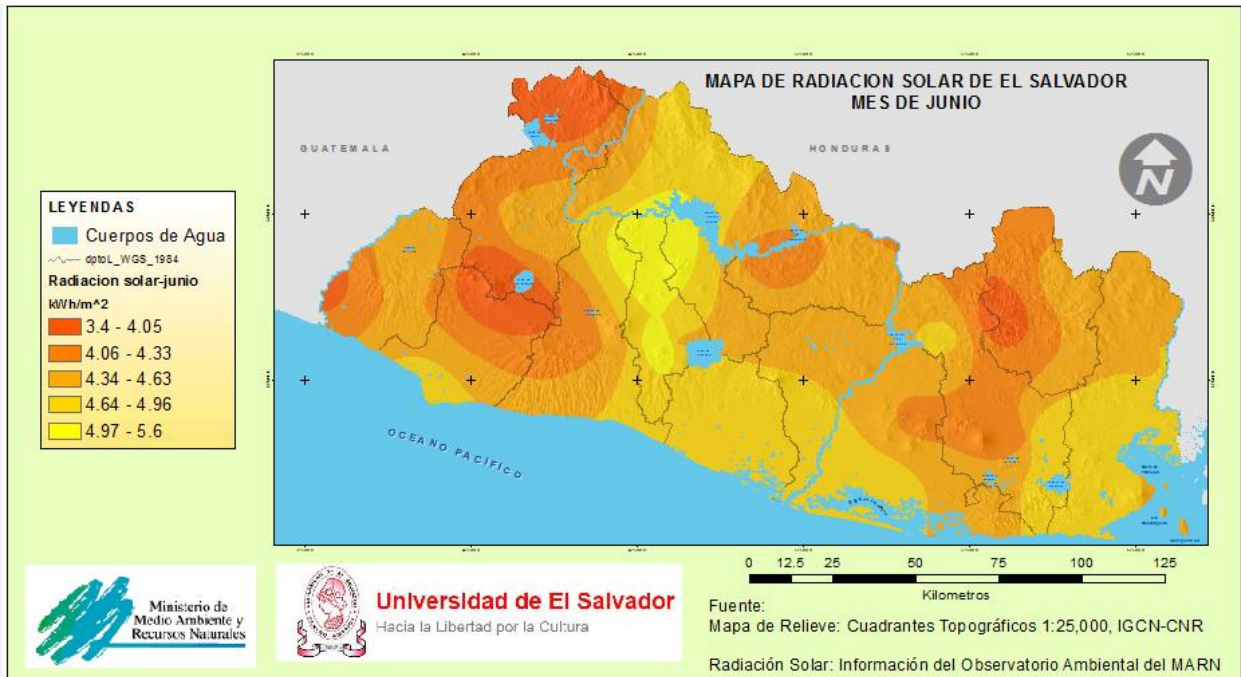 MAPA DE RADIACION SOLAR DE EL SALVADOR
MES DE JUNIO
GUATEMALA
HONDURAS
N
LEYENDAS
Cuerpos de Agua
dptoL_WGS_1984
Radiacion solar-junio
kWh/m^2
3.4 - 4.05
4.06 - 4.33
4.34 - 4.63
4.64 - 4.96
4.97 - 5.6
OCEANO PACÍFICO
0 12.5 25 50 75 100 125
Kilometros
Ministerio de
Medio Ambiente y
Recursos Naturales
Universidad de El Salvador
Hacia la Libertad por la Cultura
Fuente:
Mapa de Relieve: Cuadrantes Topográficos 1:25,000, IGCN-CNR
Radiación Solar: Información del Observatorio Ambiental del MARN